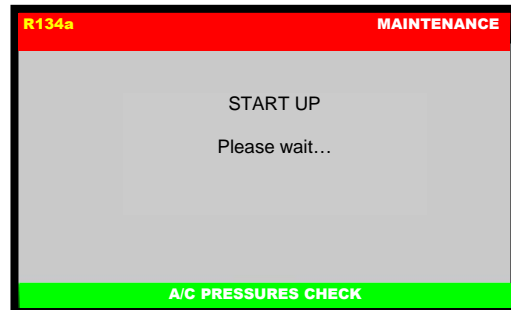 R134a MAINTENANCE
START UP
Please wait…
A/C PRESSURES CHECK